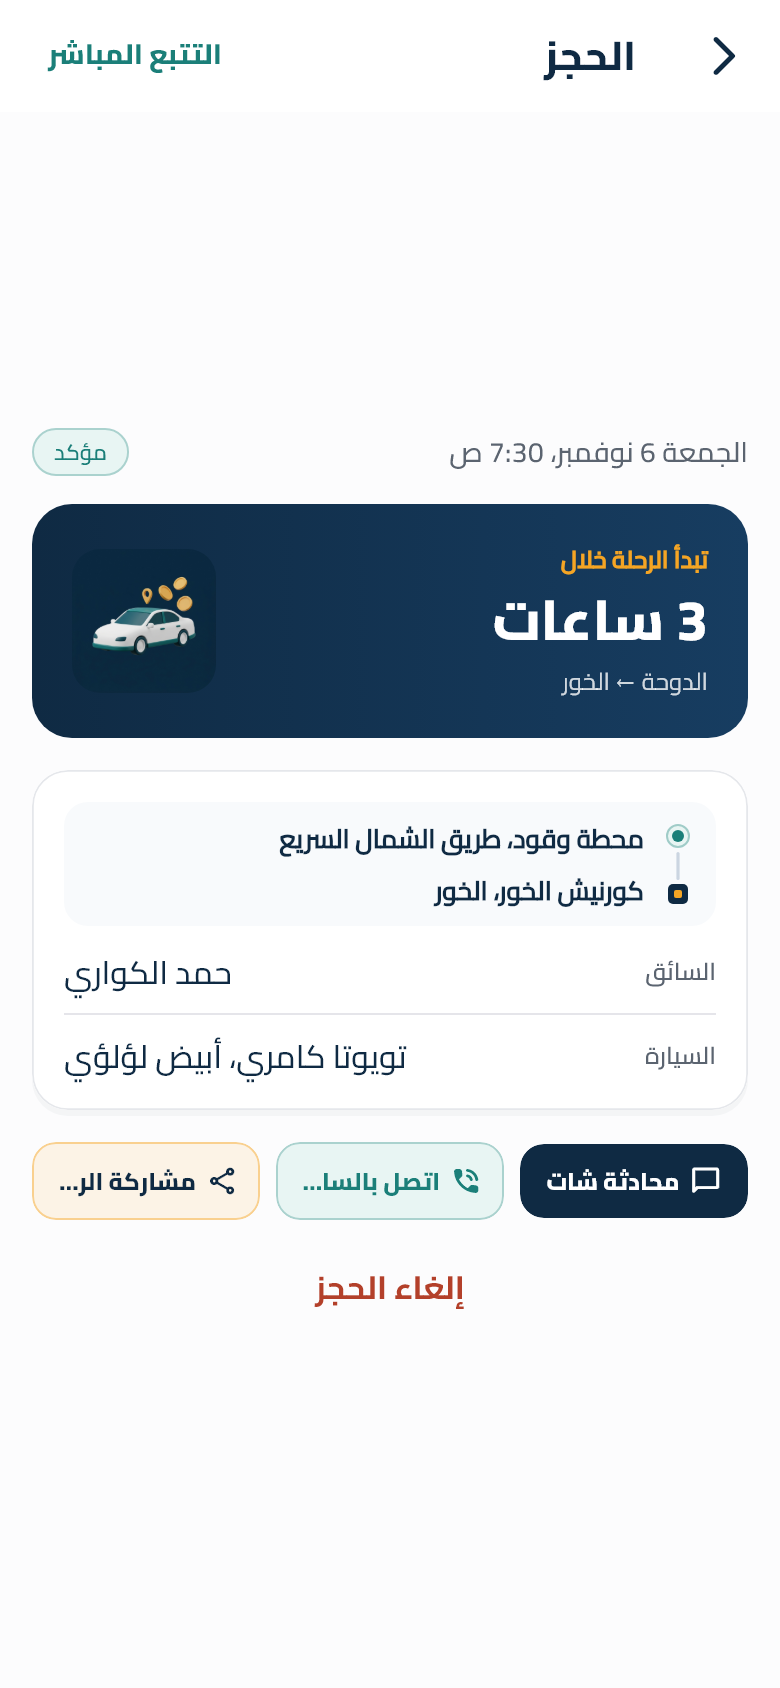 الحجز
التتبع المباشر
الجمعة 6 نوفمبر، 7:30 ص
مؤكد
تبدأ الرحلة خلال
3 ساعات
الدوحة ← الخور
محطة وقود، طريق الشمال السريع
كورنيش الخور، الخور
السائق
حمد الكواري
السيارة
تويوتا كامري، أبيض لؤلؤي
محادثة شات
اتصل بالسا...
مشاركة الر...
إلغاء الحجز